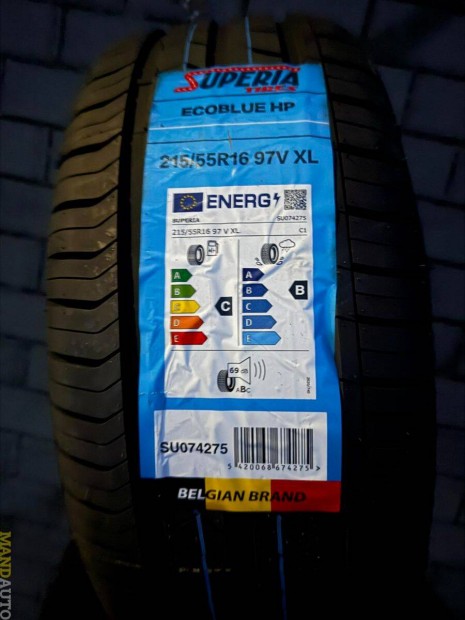 SUPERIA
TIRES
ECOBLUE HP
215/55R16 97V XL
ENERG
SUPERIA SU074275
215/55R16 97 V XL C1
A A
B B
C C
D D
E E
C B
69 dB
ABC
SU074275
5 420068 674275 >
BELGIAN BRAND
MANDAUTO